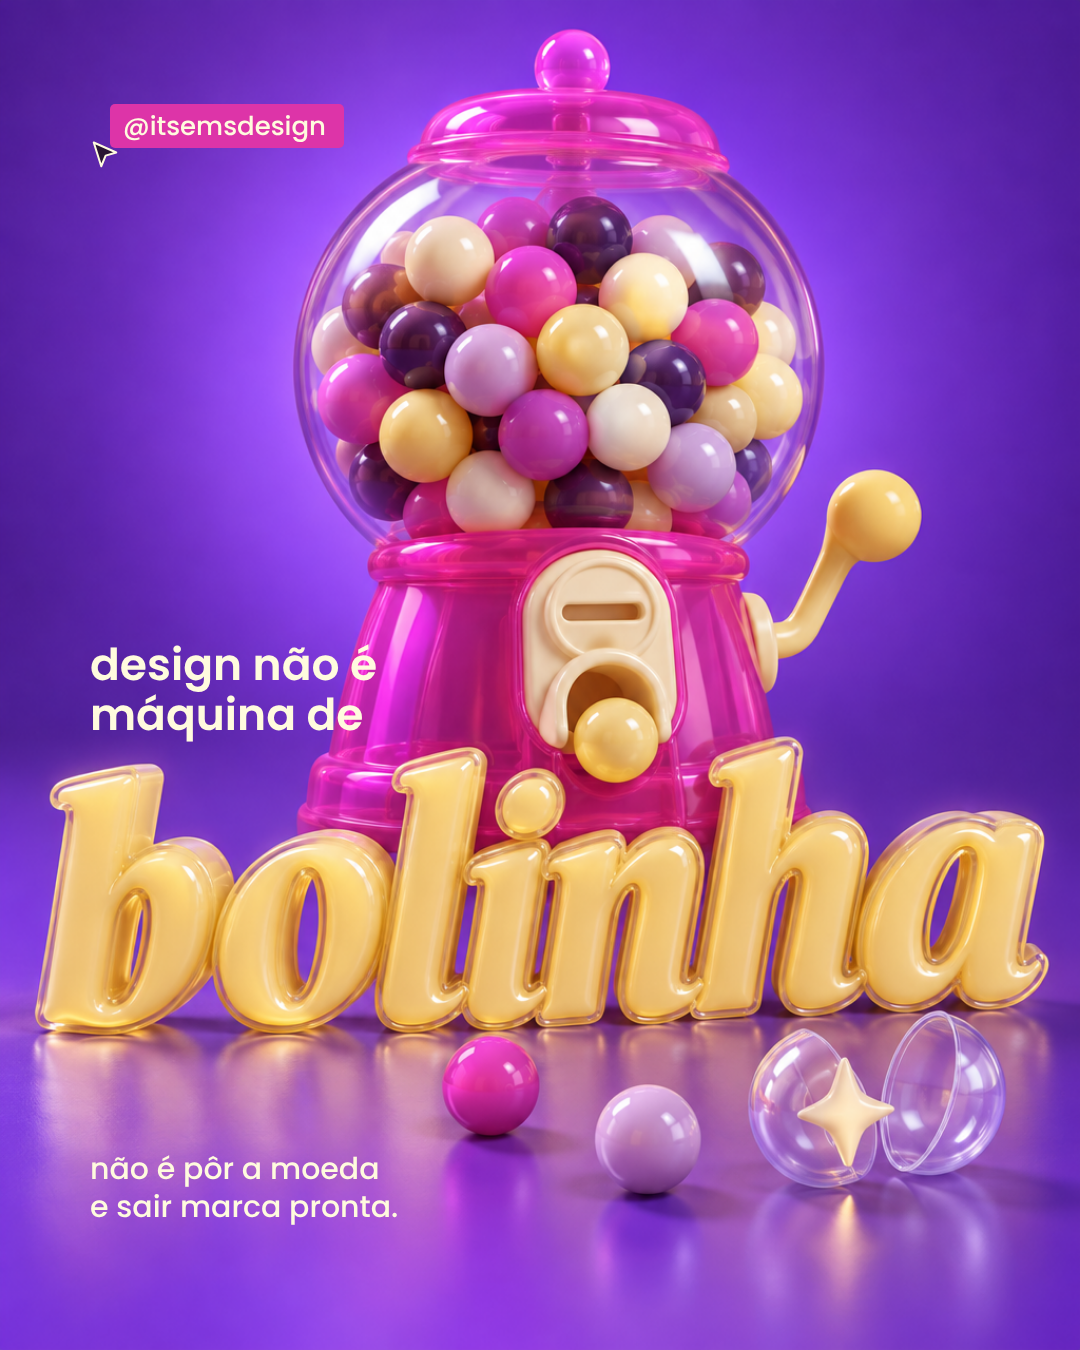 @itsemsdesign
design não é
máquina de
bolinha
não é pôr a moeda
e sair marca pronta.